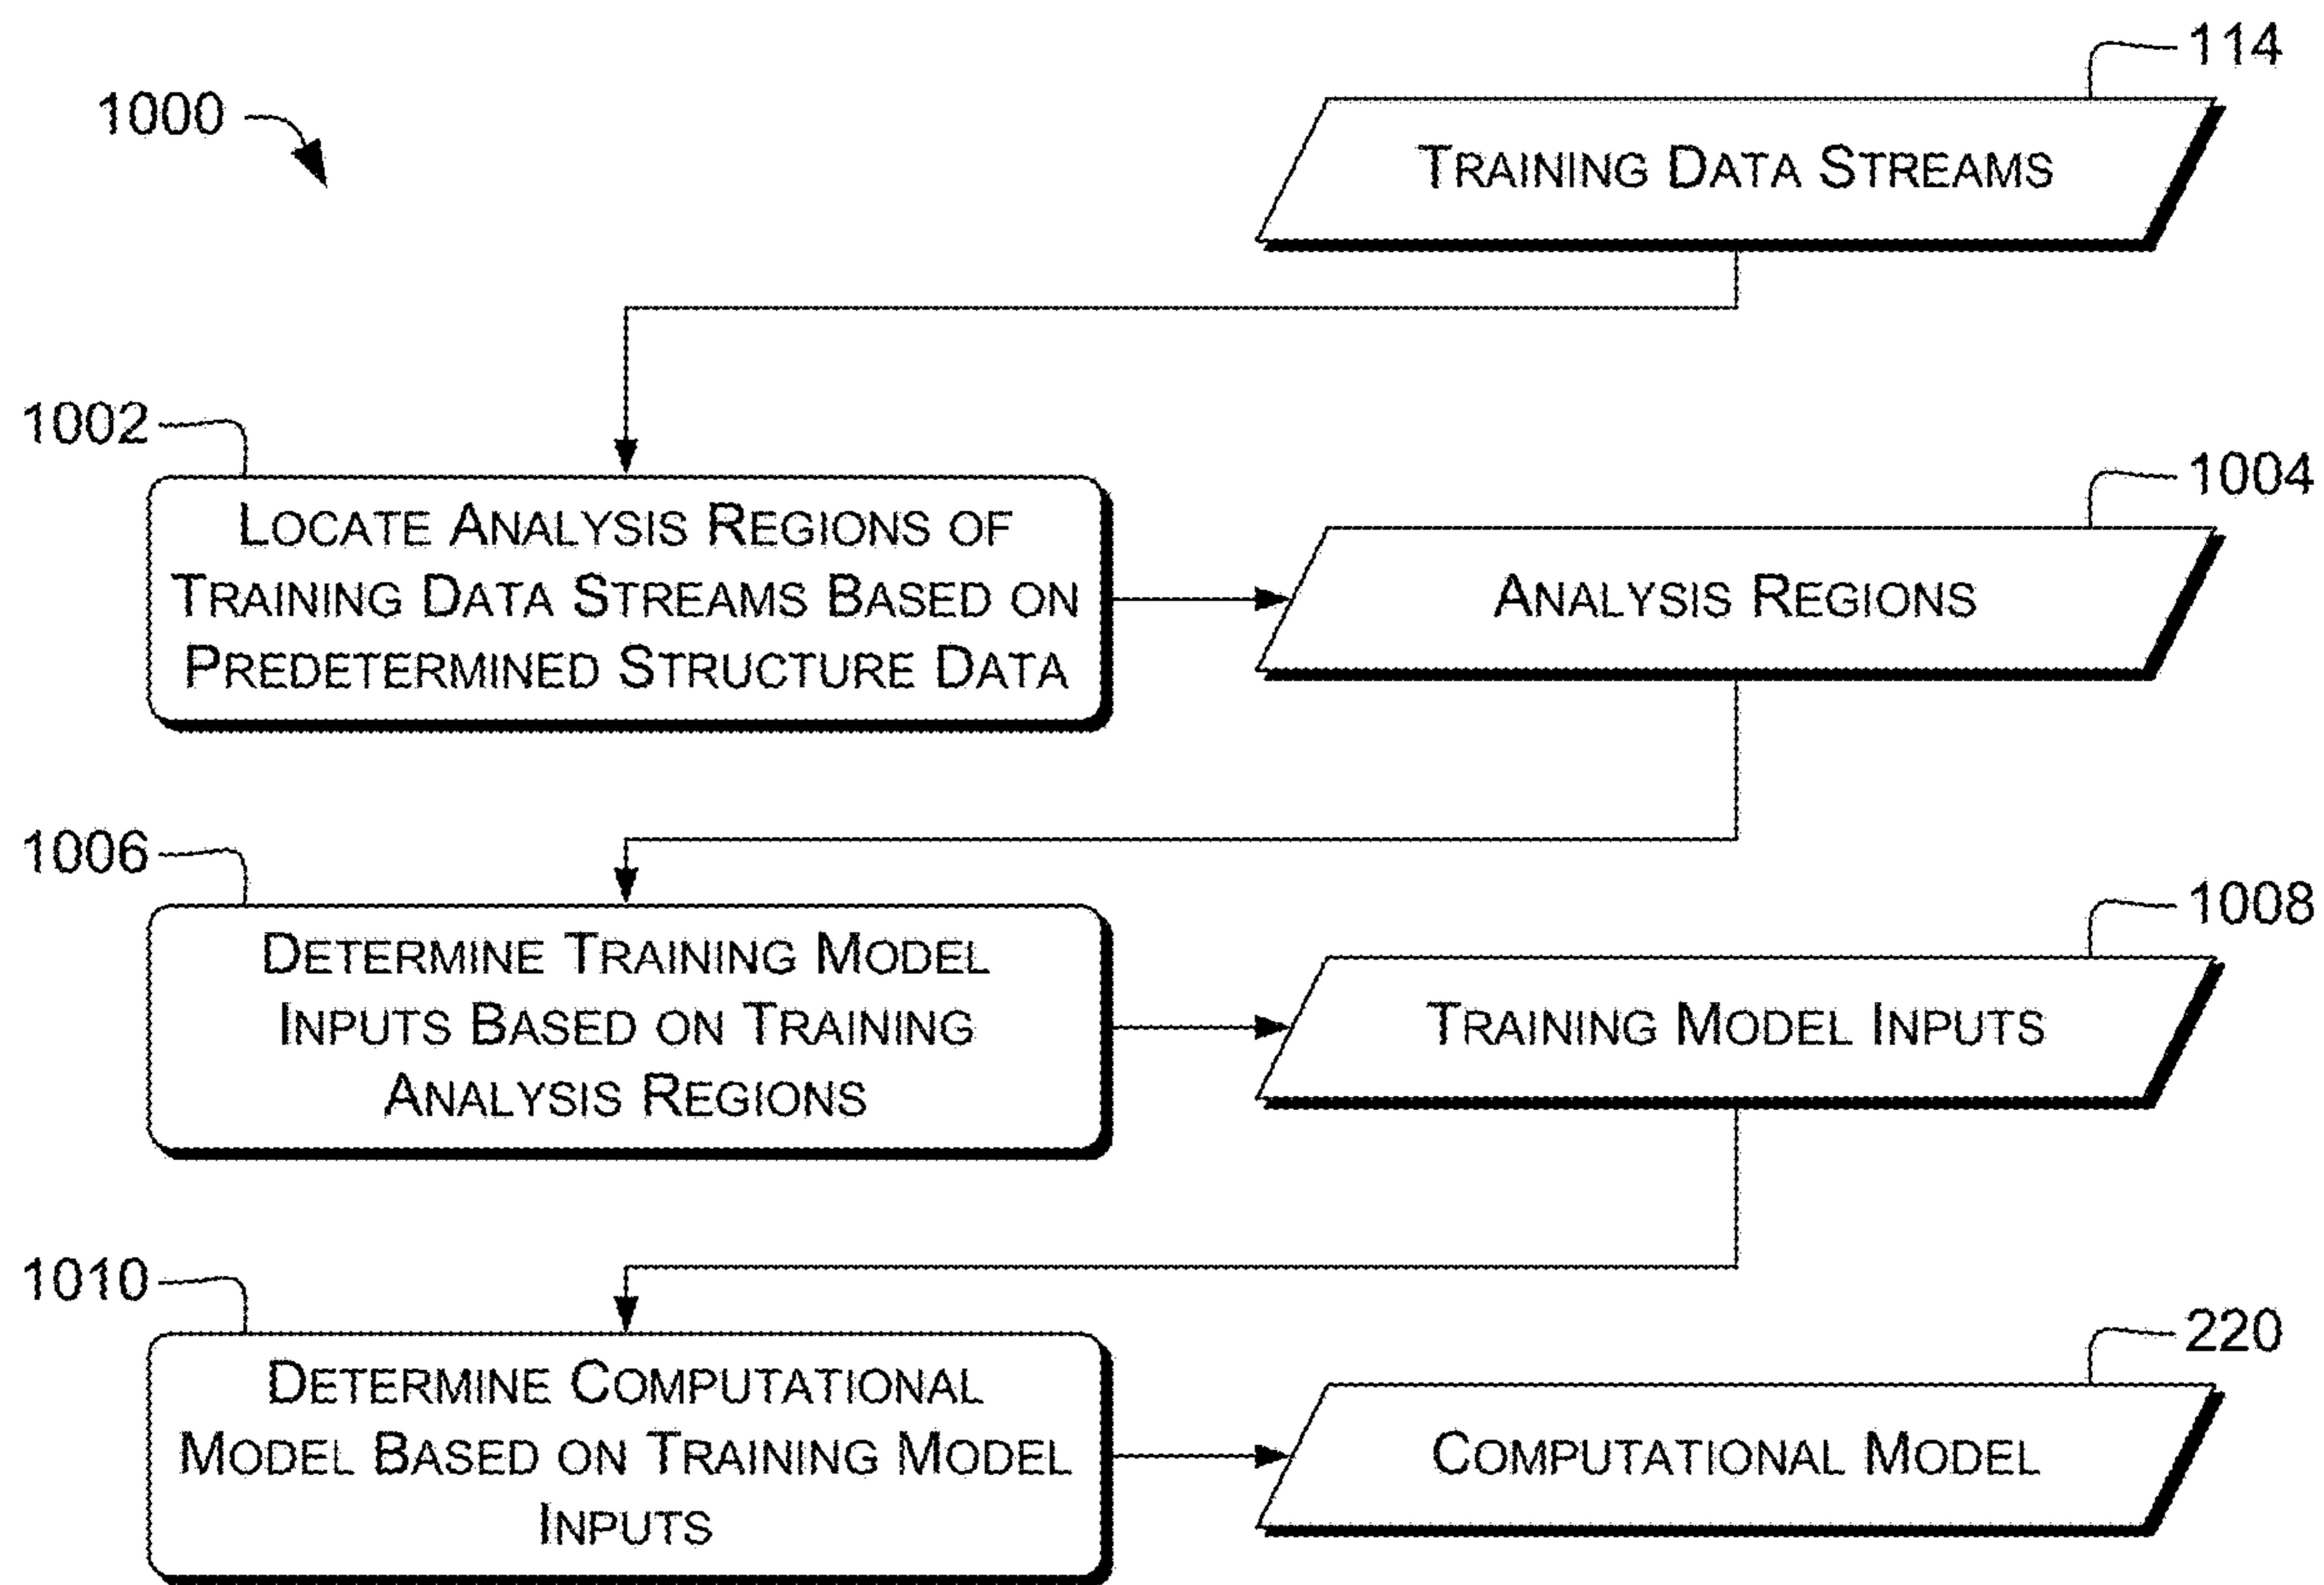 114
1000
TRAINING DATA STREAMS
1002
LOCATE ANALYSIS REGIONS OF
TRAINING DATA STREAMS BASED ON
PREDETERMINED STRUCTURE DATA
1004
ANALYSIS REGIONS
1006
DETERMINE TRAINING MODEL
INPUTS BASED ON TRAINING
ANALYSIS REGIONS
1008
TRAINING MODEL INPUTS
1010
DETERMINE COMPUTATIONAL
MODEL BASED ON TRAINING MODEL
INPUTS
220
COMPUTATIONAL MODEL